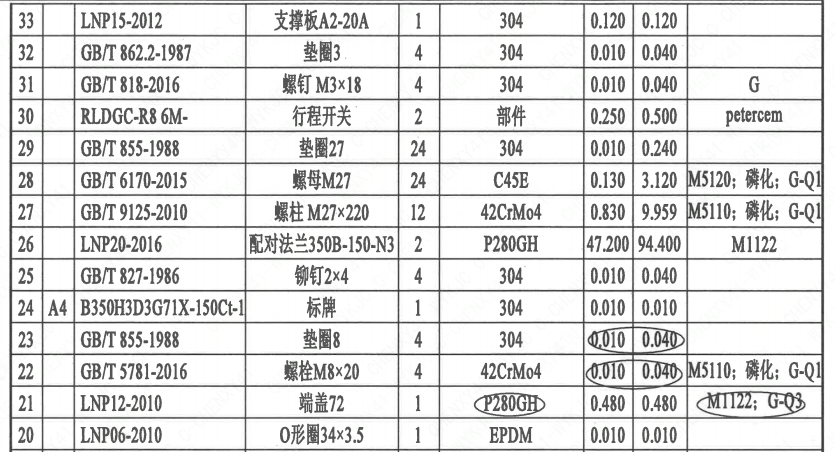 33 LNP15-2012 支撑板A2-20A 1 304 0.120 0.120
32 GB/T 862.2-1987 垫圈3 4 304 0.010 0.040
31 GB/T 818-2016 螺钉 M3×18 4 304 0.010 0.040 G
30 RLDGC-R8 6M- 行程开关 2 部件 0.250 0.500 petercem
29 GB/T 855-1988 垫圈27 24 304 0.010 0.240
28 GB/T 6170-2015 螺母M27 24 C45E 0.130 3.120 M5120; 磷化; G-Q1
27 GB/T 9125-2010 螺柱 M27×220 12 42CrMo4 0.830 9.959 M5110; 磷化; G-Q1
26 LNP20-2016 配对法兰350B-150-N3 2 P280GH 47.200 94.400 M1122
25 GB/T 827-1986 铆钉2×4 4 304 0.010 0.040
24 A4 B350H3D3G71X-150Ct-1 标牌 1 304 0.010 0.010
23 GB/T 855-1988 垫圈8 4 304 0.010 0.040
22 GB/T 5781-2016 螺栓M8×20 4 42CrMo4 0.010 0.040 M5110; 磷化; G-Q1
21 LNP12-2010 端盖72 1 P280GH 0.480 0.480 M1122; G-Q3
20 LNP06-2010 O形圈34×3.5 1 EPDM 0.010 0.010